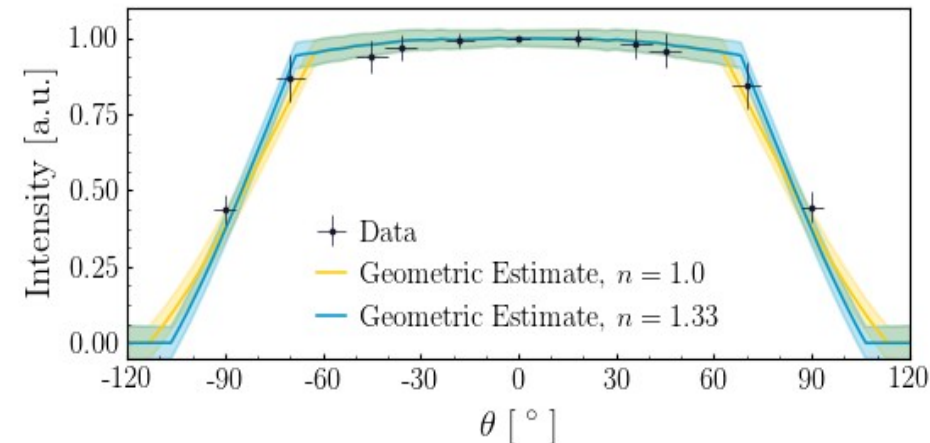 Intensity [a.u.]
1.00
0.75
0.50
0.25
0.00
Data
Geometric Estimate, n = 1.0
Geometric Estimate, n = 1.33
-120 -90 -60 -30 0 30 60 90 120
θ [ ° ]